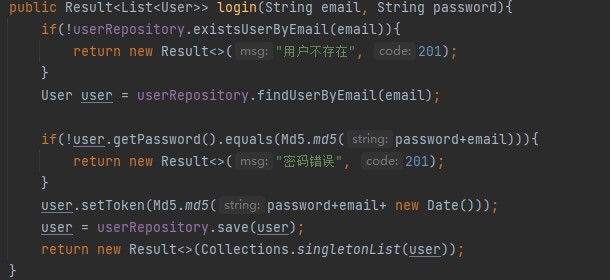 public Result<List<User>> login(String email, String password){
if(!userRepository.existsUserByEmail(email)){
return new Result<>( msg: "用户不存在", code: 201);
}
User user = userRepository.findUserByEmail(email);
if(!user.getPassword().equals(Md5.md5( string: password+email))){
return new Result<>( msg: "密码错误", code: 201);
}
user.setToken(Md5.md5( string: password+email+ new Date()));
user = userRepository.save(user);
return new Result<>(Collections.singletonList(user));
}